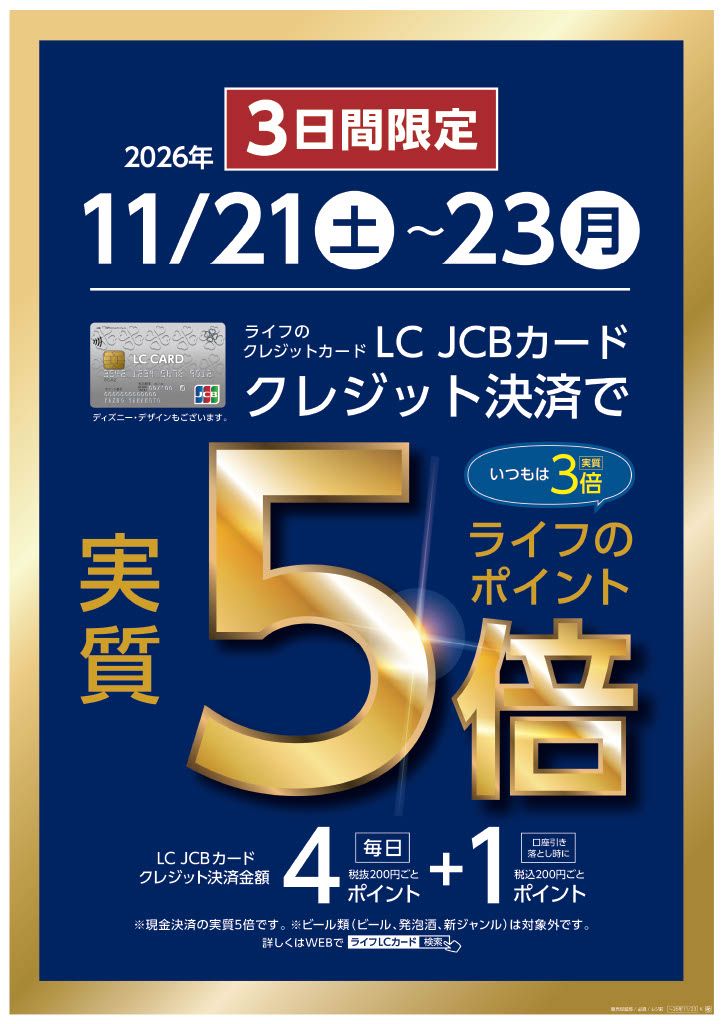 3日間限定
2026年
11/21土～23月
ライフの
クレジットカード LC JCBカード
クレジット決済で
LC CARD
JCB
ディズニー・デザインもございます。
いつもは実質3倍
実質
5倍
ライフの
ポイント
LC JCBカード
クレジット決済金額
4
毎日
税抜200円ごと
ポイント
+1
口座引き
落とし時に
税込200円ごと
ポイント
※現金決済の実質5倍です。※ビール類(ビール、発泡酒、新ジャンル)は対象外です。
詳しくはWEBで ライフLCカード 検索